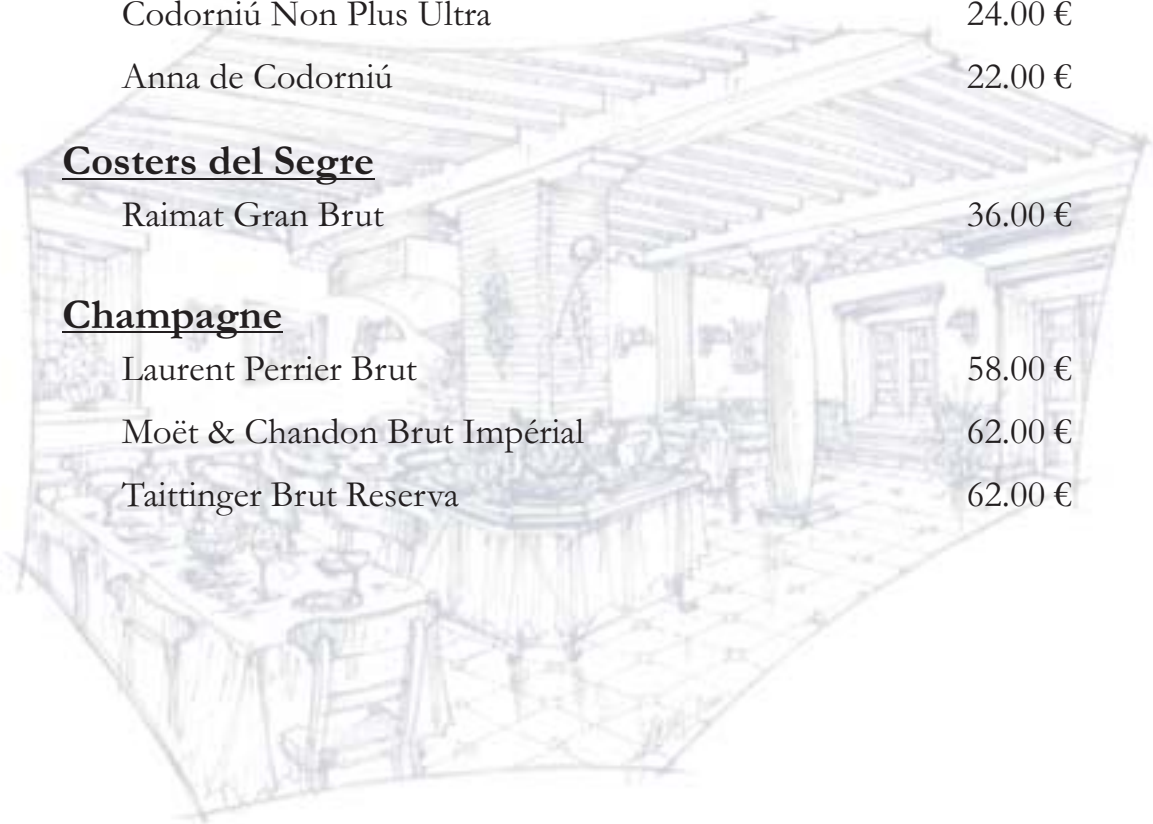 Codorniú Non Plus Ultra 24.00 €
Anna de Codorniú 22.00 €
Costers del Segre
Raimat Gran Brut 36.00 €
Champagne
Laurent Perrier Brut 58.00 €
Moët & Chandon Brut Impérial 62.00 €
Taittinger Brut Reserva 62.00 €